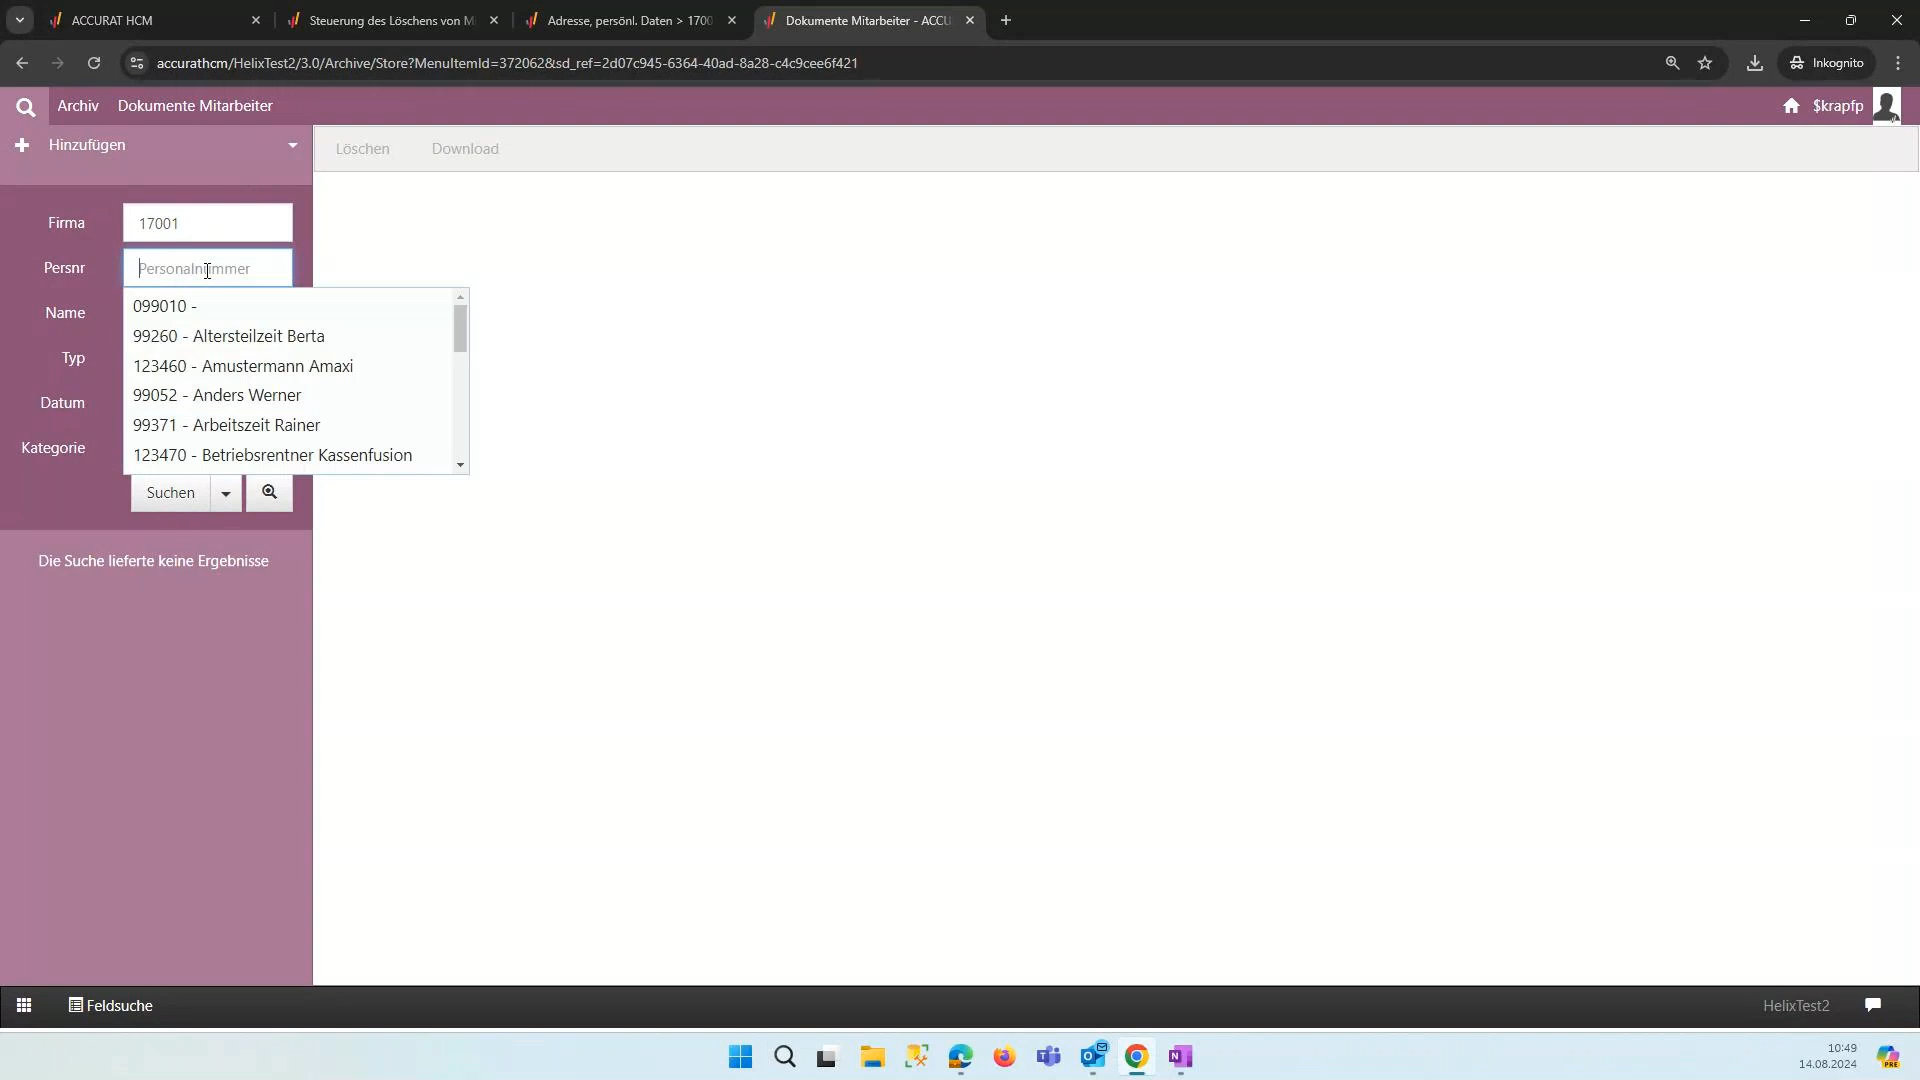 ACCURAT HCM
Steuerung des Löschens von M
Adresse, persönl. Daten > 1700
Dokumente Mitarbeiter - ACCU
accurathcm/HelixTest2/3.0/Archive/Store?MenuItemId=372062&sd_ref=2d07c945-6364-40ad-8a28-c4c9cee6f421
Inkognito
Archiv
Dokumente Mitarbeiter
$krapfp
Hinzufügen
Löschen
Download
Firma
17001
Persnr
Personalnummer
099010 -
Name
99260 - Altersteilzeit Berta
Typ
123460 - Amustermann Amaxi
99052 - Anders Werner
Datum
99371 - Arbeitszeit Rainer
Kategorie
123470 - Betriebsrentner Kassenfusion
Suchen
Die Suche lieferte keine Ergebnisse
Feldsuche
HelixTest2
10:49
14.08.2024
PRE